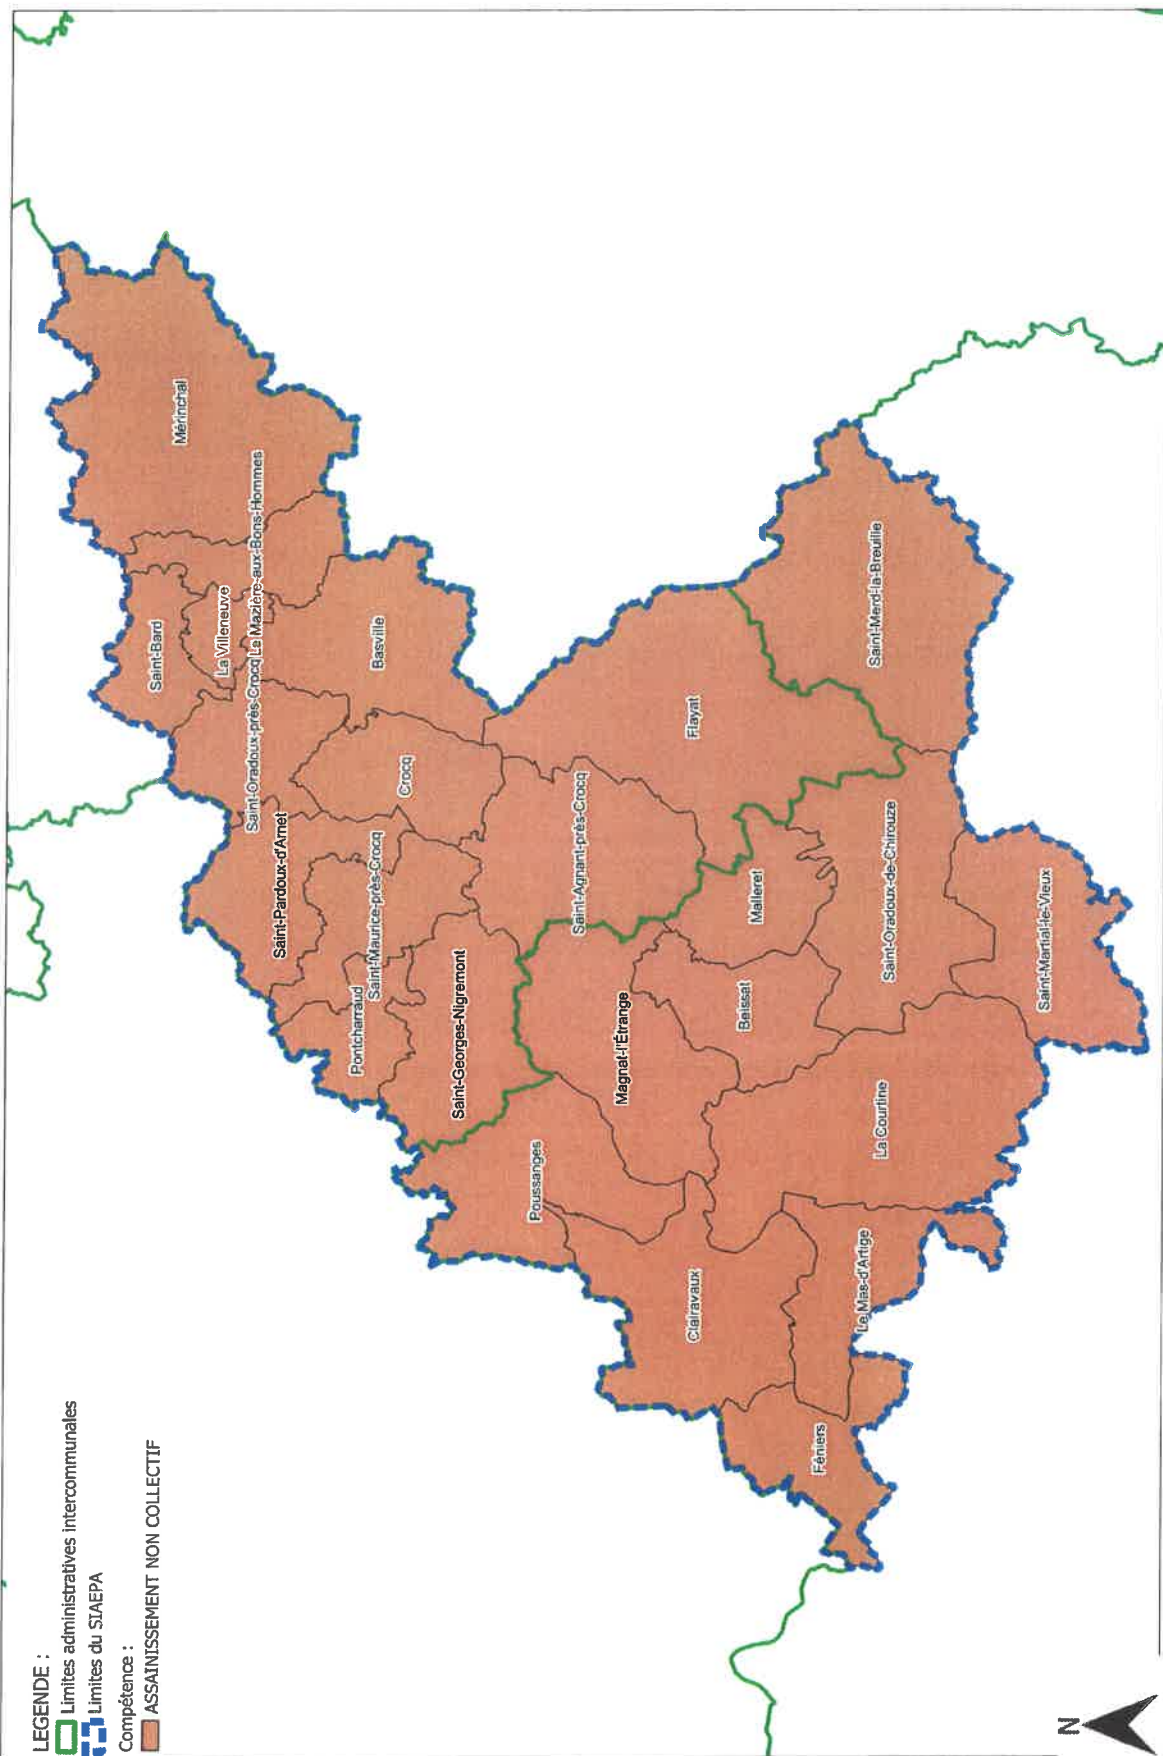 LEGENDE :
Limites administratives intercommunales
Limites du SIAEPA
Compétence :
ASSAINISSEMENT NON COLLECTIF
Mérinchal
Saint-Bard
La Villeneuve
Saint-Oradoux-près-Crocq
La Mazière-aux-Bons-Hommes
Saint-Pardoux-d'Arnet
Basville
Crocq
Saint-Maurice-près-Crocq
Pontcharraud
Saint-Georges-Nigremont
Saint-Agnant-près-Crocq
Flayat
Poussanges
Magnat-l'Étrange
Malleret
Beissat
Saint-Merd-la-Breuille
Saint-Oradoux-de-Chirouze
Clairavaux
La Courtine
Le Mas-d'Artige
Saint-Martial-le-Vieux
Féniers
N